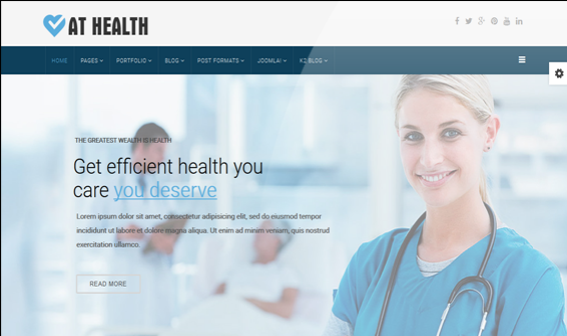 AT HEALTH
HOME PAGES PORTFOLIO BLOG POST FORMATS JOOMLA! K2 BLOG
THE GREATEST WEALTH IS HEALTH
Get efficient health you
care you deserve
Lorem ipsum dolor sit amet, consectetur adipisicing elit, sed do eiusmod tempor
incididunt ut labore et dolore magna aliqua. Ut enim ad minim veniam, quis nostrud
exercitation ullamco.
READ MORE